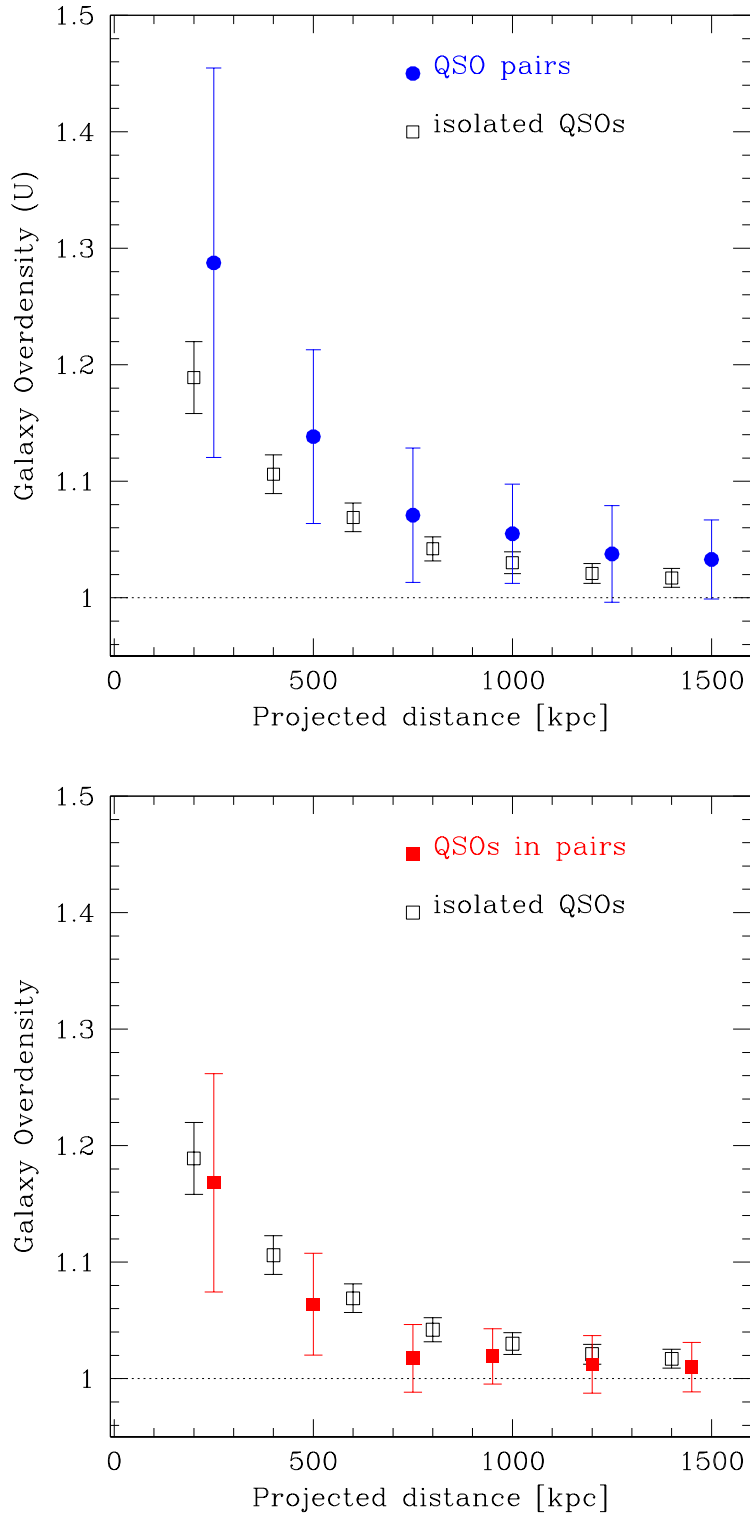 1.5
QSO pairs
isolated QSOs
1.4
1.3
1.2
1.1
1
Galaxy Overdensity (U)
0 500 1000 1500
Projected distance [kpc]
1.5
QSOs in pairs
isolated QSOs
1.4
1.3
1.2
1.1
1
Galaxy Overdensity
0 500 1000 1500
Projected distance [kpc]